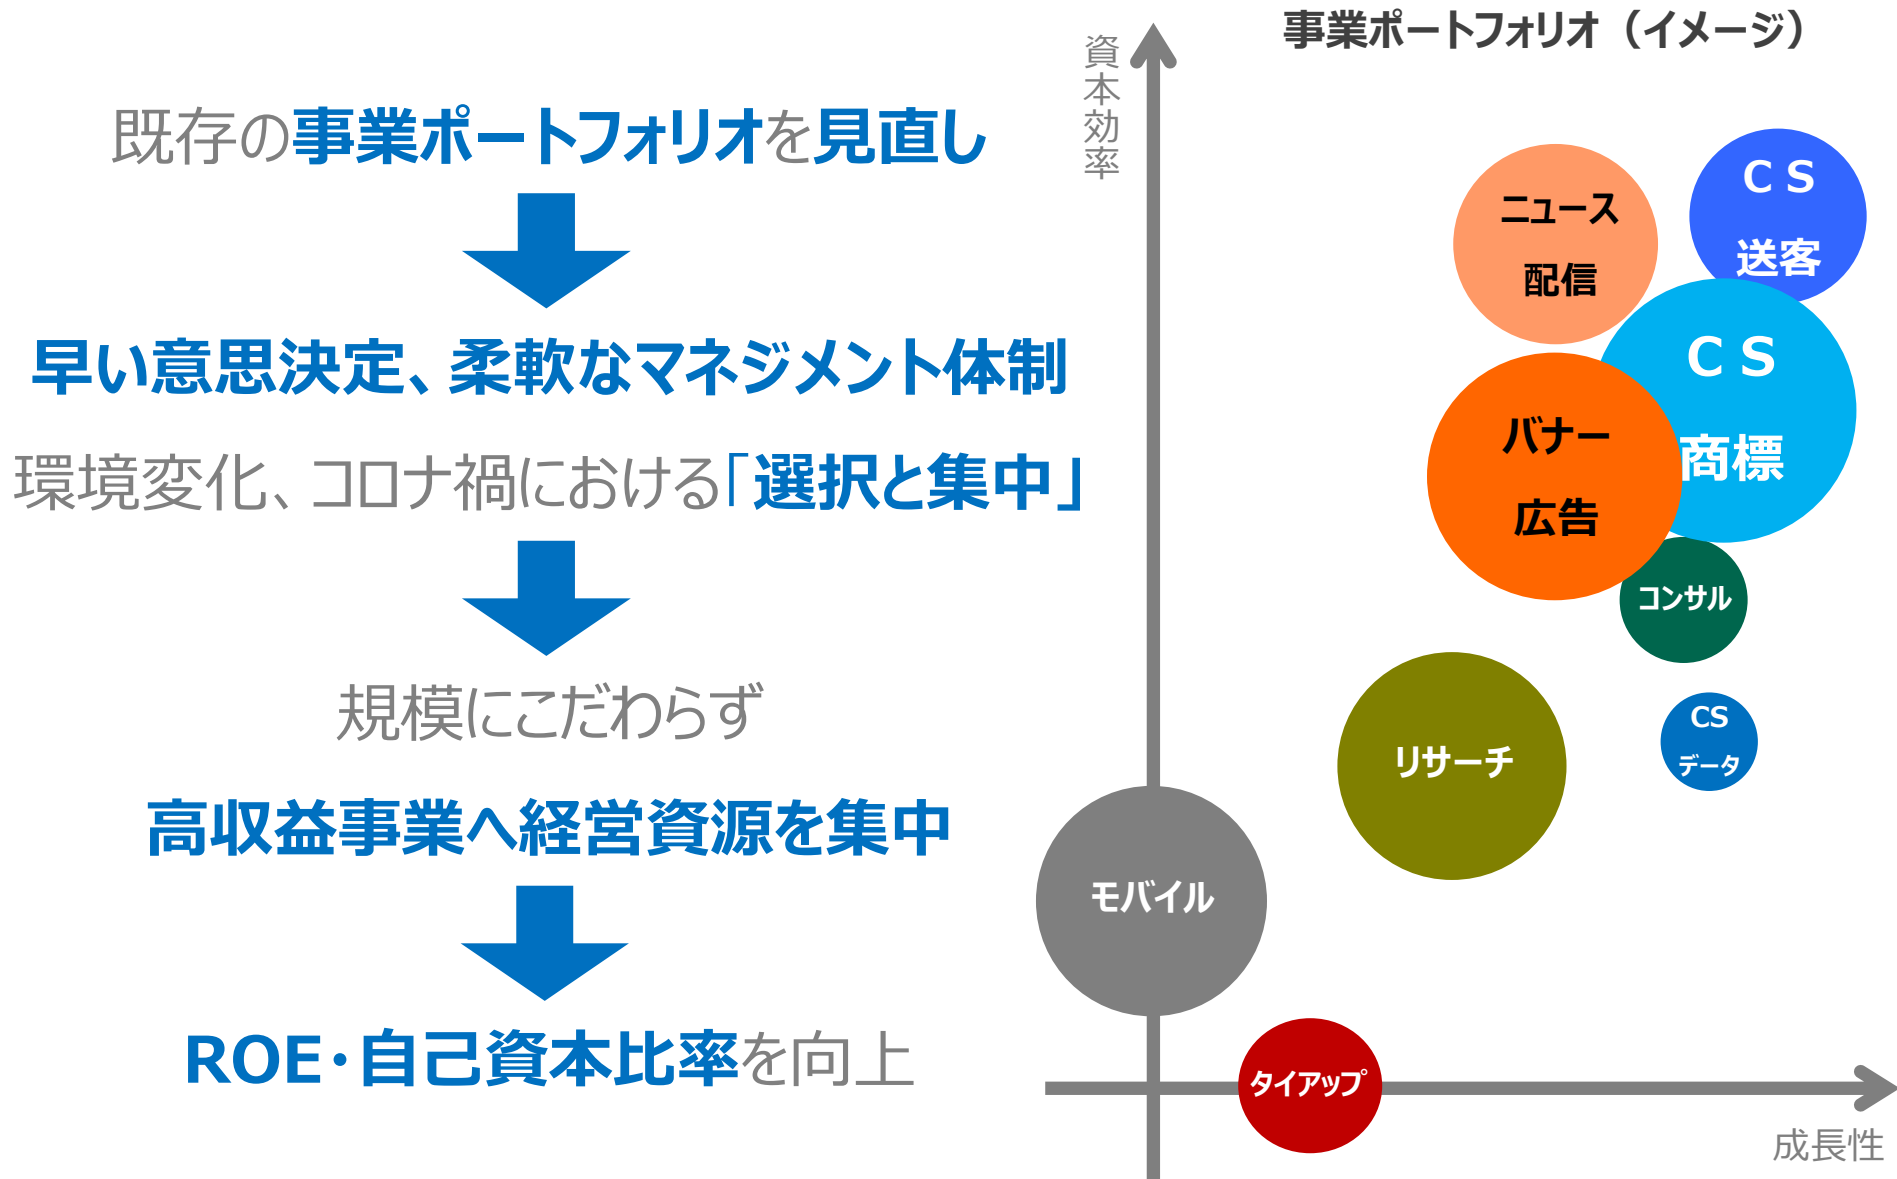 既存の事業ポートフォリオを見直し
早い意思決定、柔軟なマネジメント体制
環境変化、コロナ禍における「選択と集中」
規模にこだわらず
高収益事業へ経営資源を集中
ROE・自己資本比率を向上
事業ポートフォリオ（イメージ）
資本効率
ニュース
配信
ＣＳ
送客
ＣＳ
商標
バナー
広告
コンサル
リサーチ
CS
データ
モバイル
タイアップ
成長性